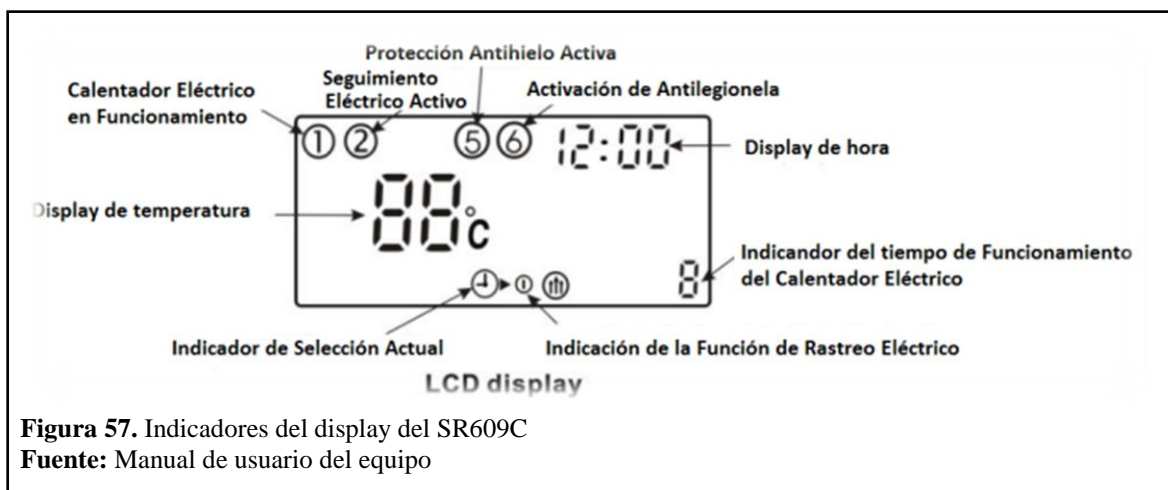 Protección Antihielo Activa
Calentador Eléctrico
en Funcionamiento
Seguimiento
Eléctrico Activo
Activación de Antilegionela
① ② ⑤ ⑥ 12:00
Display de hora
Display de temperatura
88°C
8
Indicandor del tiempo de Funcionamiento
del Calentador Eléctrico
Indicador de Selección Actual
Indicación de la Función de Rastreo Eléctrico
LCD display
Figura 57. Indicadores del display del SR609C
Fuente: Manual de usuario del equipo